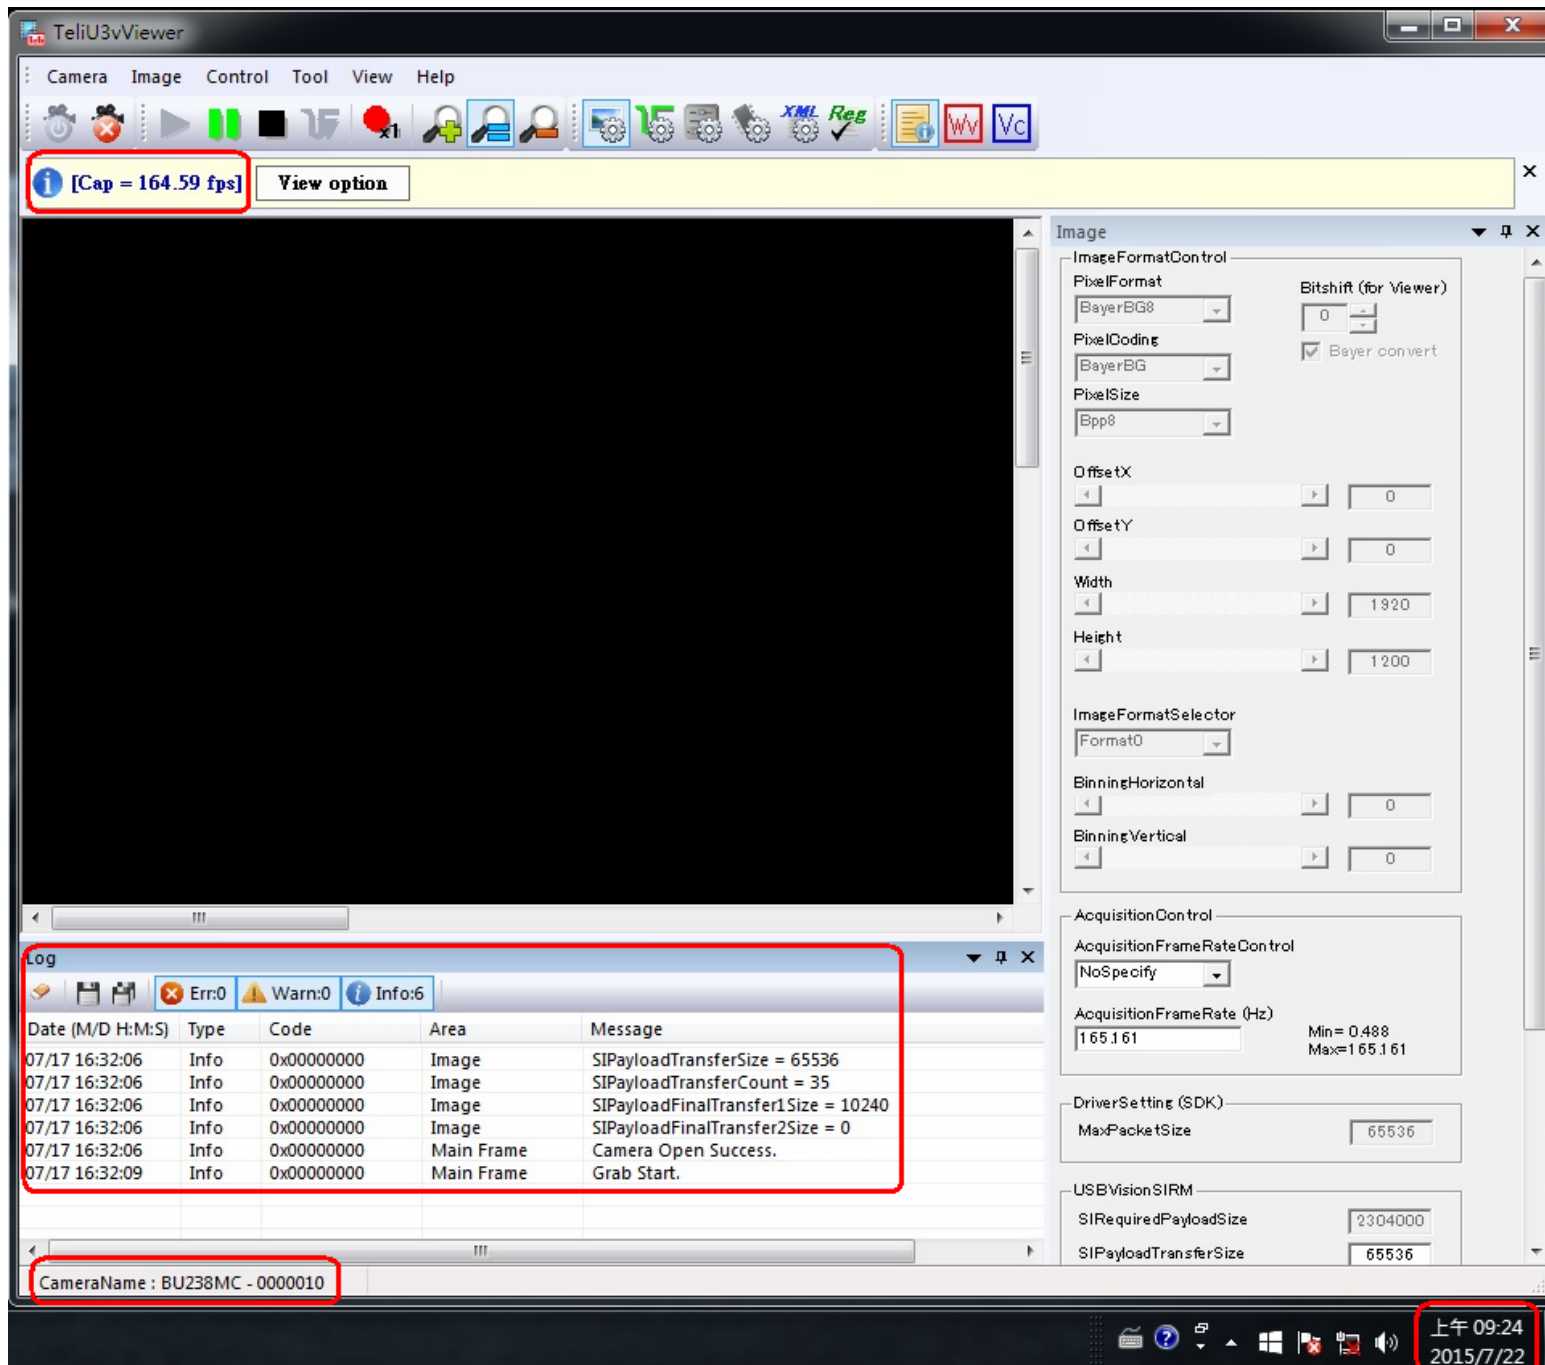 TeliU3vViewer
Camera Image Control Tool View Help
x1 XML Reg WV Vc
[Cap = 164.59 fps] View option
Image
ImageFormatControl
PixelFormat
Bitshift (for Viewer)
BayerBG8
0
PixelCoding
Bayer convert
BayerBG
PixelSize
Bpp8
OffsetX
0
OffsetY
0
Width
1920
Height
1200
ImageFormatSelector
Format0
BinningHorizontal
0
BinningVertical
0
AcquisitionControl
AcquisitionFrameRateControl
NoSpecify
AcquisitionFrameRate (Hz)
165.161
Min= 0.488
Max=165.161
DriverSetting (SDK)
MaxPacketSize 65536
USBVisionSIRM
SIRequiredPayloadSize 2304000
SIPayloadTransferSize 65536
Log
Err:0 Warn:0 Info:6
Date (M/D H:M:S) Type Code Area Message
07/17 16:32:06 Info 0x00000000 Image SIPayloadTransferSize = 65536
07/17 16:32:06 Info 0x00000000 Image SIPayloadTransferCount = 35
07/17 16:32:06 Info 0x00000000 Image SIPayloadFinalTransfer1Size = 10240
07/17 16:32:06 Info 0x00000000 Image SIPayloadFinalTransfer2Size = 0
07/17 16:32:06 Info 0x00000000 Main Frame Camera Open Success.
07/17 16:32:09 Info 0x00000000 Main Frame Grab Start.
CameraName : BU238MC - 0000010
上午 09:24
2015/7/22